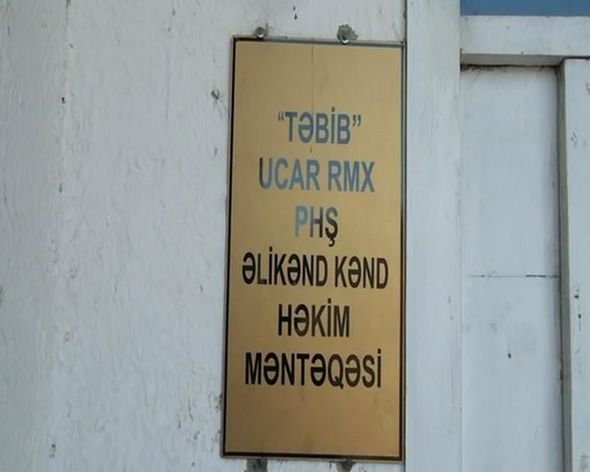 "TƏBİB"
UCAR RMX
PHŞ
ƏLİKƏND KƏND
HƏKİM
MƏNTƏQƏSİ